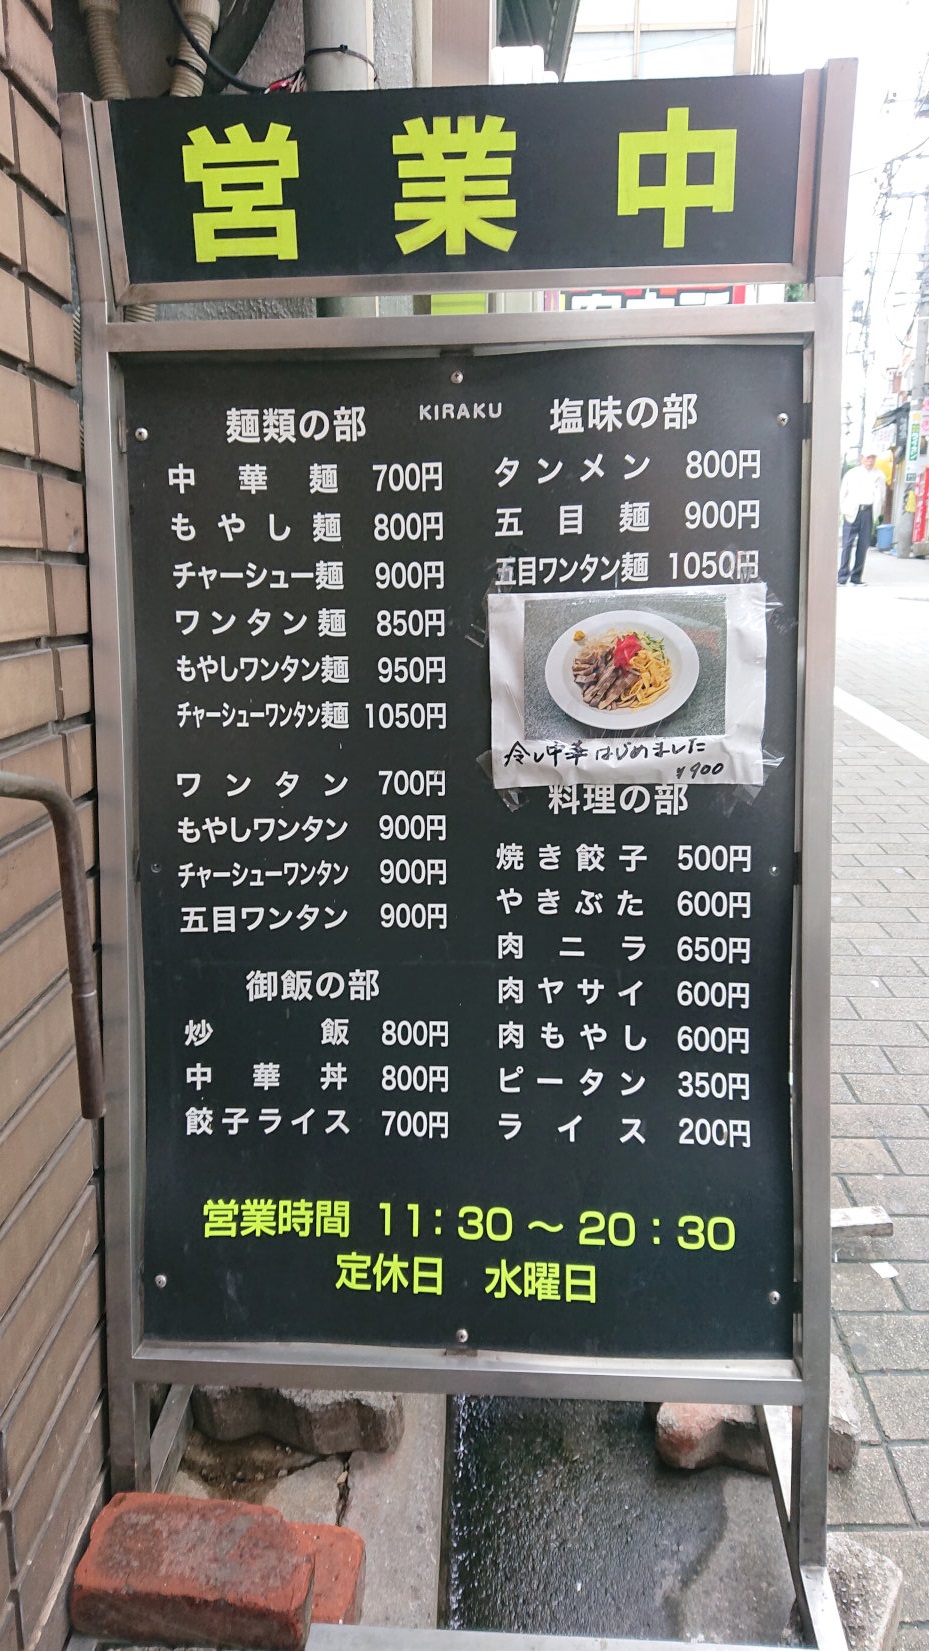 営業中
KIRAKU
麺類の部
中華麺 700円
もやし麺 800円
チャーシュー麺 900円
ワンタン麺 850円
もやしワンタン麺 950円
チャーシューワンタン麺 1050円
ワンタン 700円
もやしワンタン 900円
チャーシューワンタン 900円
五目ワンタン 900円
御飯の部
炒飯 800円
中華丼 800円
餃子ライス 700円
塩味の部
タンメン 800円
五目麺 900円
五目ワンタン麺 1050円
冷し中華はじめました
¥900
料理の部
焼き餃子 500円
やきぶた 600円
肉ニラ 650円
肉ヤサイ 600円
肉もやし 600円
ピータン 350円
ライス 200円
営業時間 11:30～20:30
定休日 水曜日